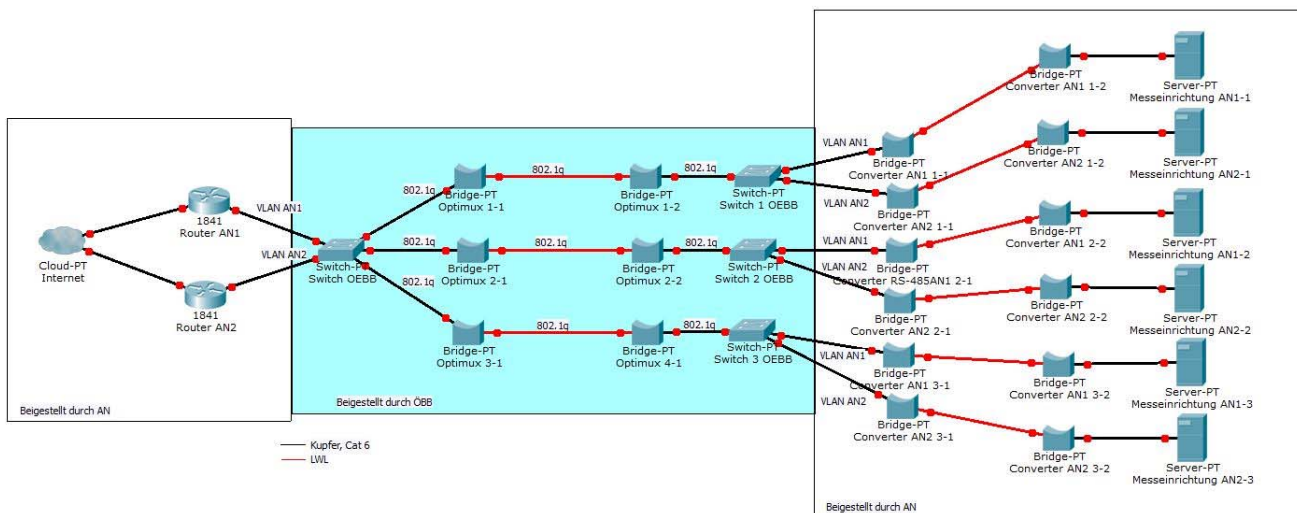 Cloud-PT
Internet
1841
Router AN1
1841
Router AN2
VLAN AN1
VLAN AN2
Beigestellt durch AN
Switch-PT
Switch OEBB
802.1q
802.1q
802.1q
Bridge-PT
Optimux 1-1
802.1q
Bridge-PT
Optimux 1-2
802.1q
Switch-PT
Switch 1 OEBB
Bridge-PT
Optimux 2-1
802.1q
Bridge-PT
Optimux 2-2
802.1q
Switch-PT
Switch 2 OEBB
Bridge-PT
Optimux 3-1
802.1q
Bridge-PT
Optimux 4-1
802.1q
Switch-PT
Switch 3 OEBB
Beigestellt durch ÖBB
Kupfer, Cat 6
LWL
VLAN AN1
Bridge-PT
Converter AN1 1-1
Bridge-PT
Converter AN1 1-2
Server-PT
Messeinrichtung AN1-1
VLAN AN2
Bridge-PT
Converter AN2 1-1
Bridge-PT
Converter AN2 1-2
Server-PT
Messeinrichtung AN2-1
VLAN AN1
Bridge-PT
Converter RS-485AN1 2-1
Bridge-PT
Converter AN1 2-2
Server-PT
Messeinrichtung AN1-2
VLAN AN2
Bridge-PT
Converter AN2 2-1
Bridge-PT
Converter AN2 2-2
Server-PT
Messeinrichtung AN2-2
VLAN AN1
Bridge-PT
Converter AN1 3-1
Bridge-PT
Converter AN1 3-2
Server-PT
Messeinrichtung AN1-3
VLAN AN2
Bridge-PT
Converter AN2 3-1
Bridge-PT
Converter AN2 3-2
Server-PT
Messeinrichtung AN2-3
Beigestellt durch AN